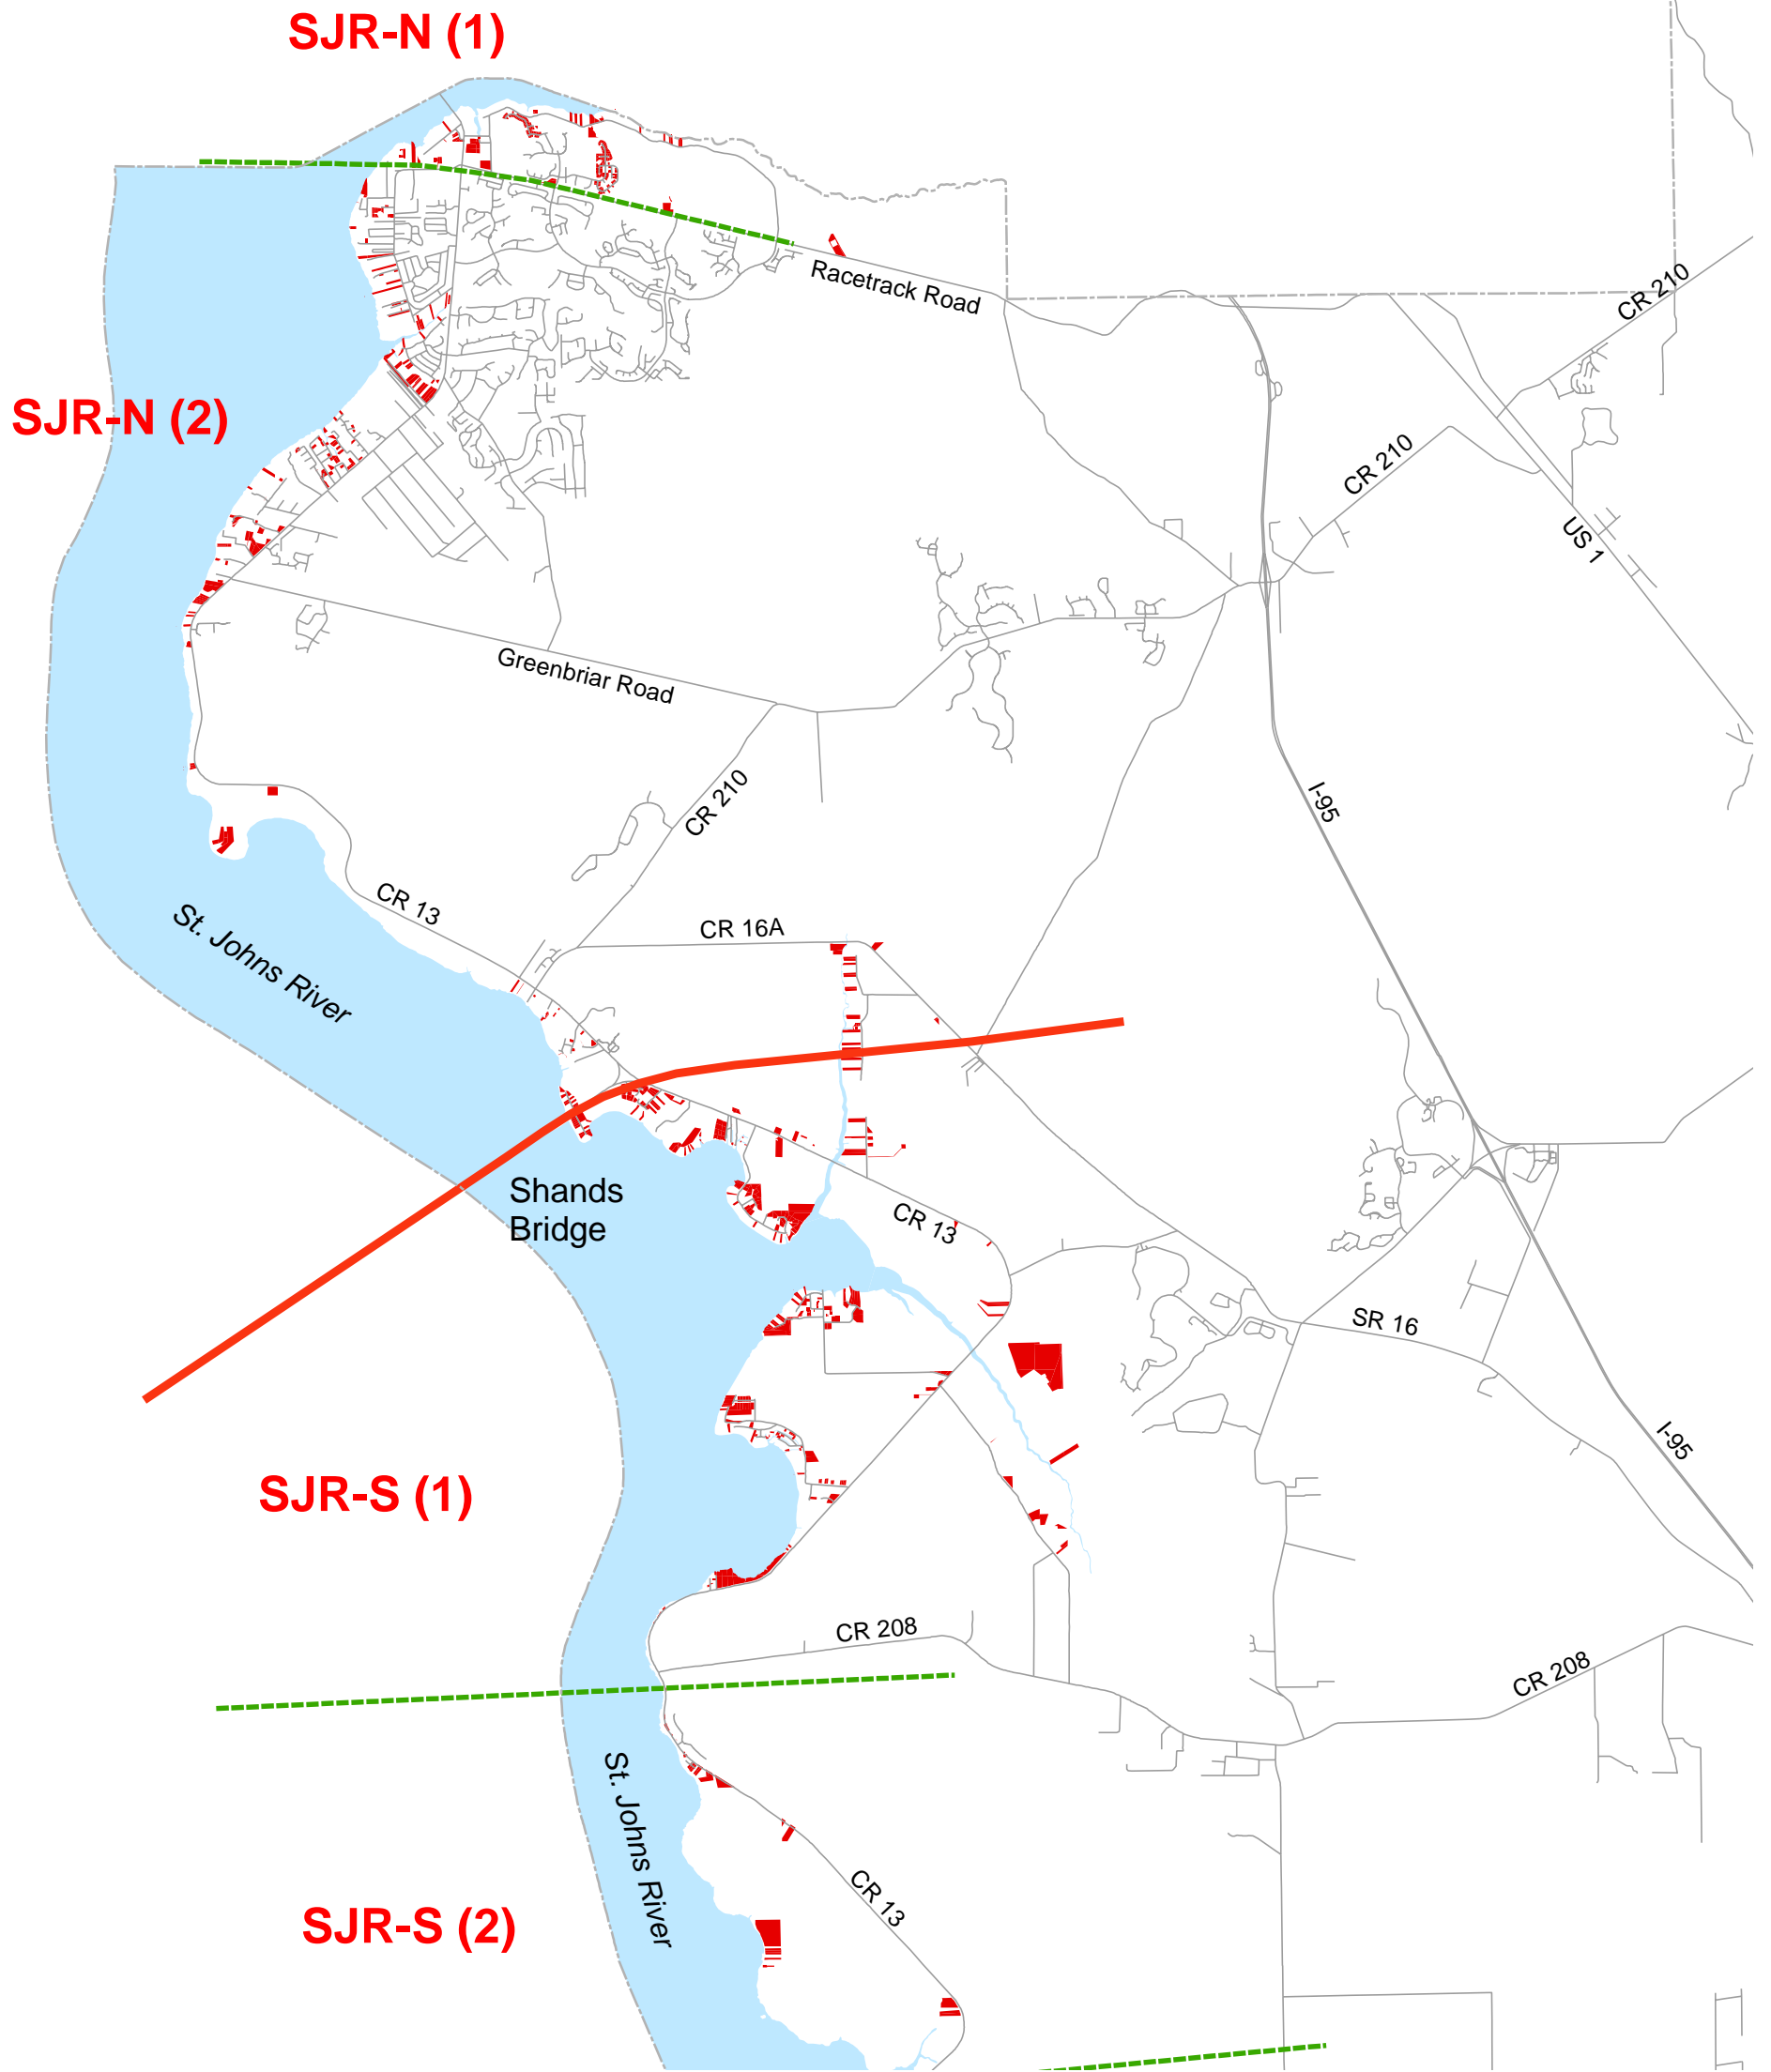 SJR-N (1)
Racetrack Road
CR 210
SJR-N (2)
CR 210
US 1
Greenbriar Road
CR 210
I-95
CR 13
CR 16A
St. Johns River
Shands
Bridge
CR 13
SR 16
I-95
SJR-S (1)
CR 208
CR 208
St. Johns River
CR 13
SJR-S (2)